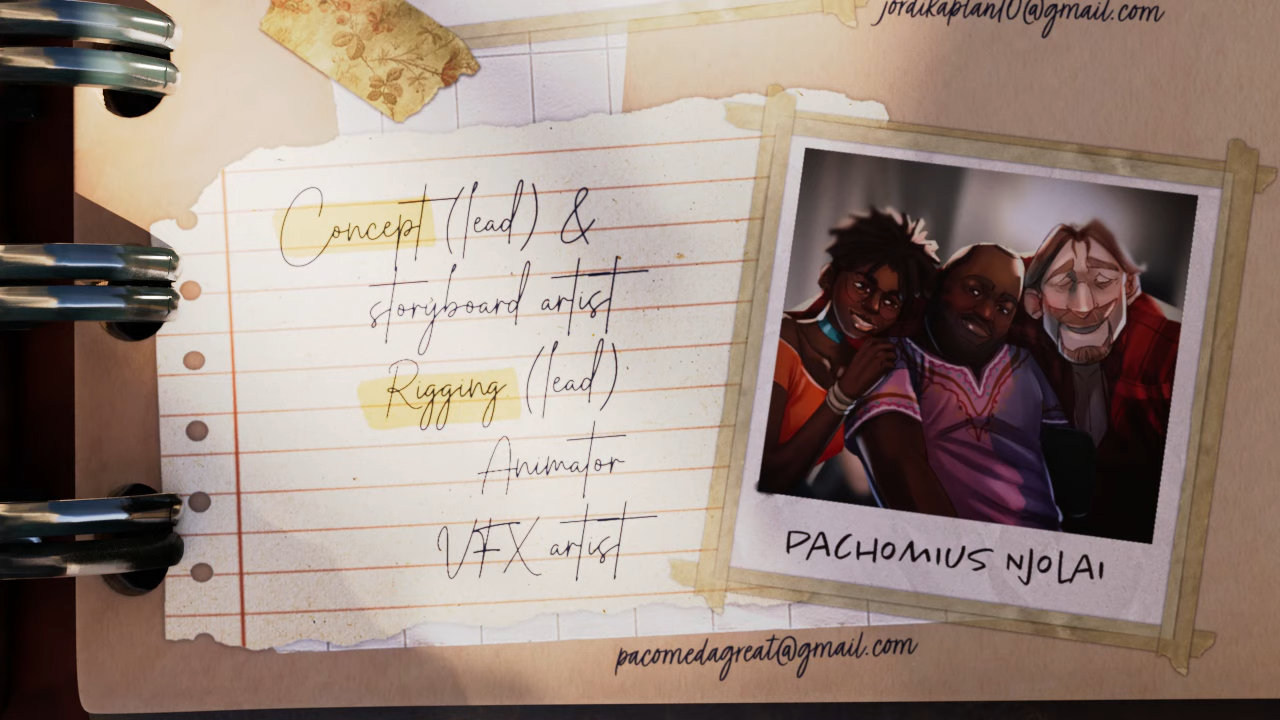 jordikaplan10@gmail.com
Concept (lead) &
storyboard artist
Rigging (lead)
Animator
VFX artist
PACHOMIUS NJOLAI
pacomedagreat@gmail.com